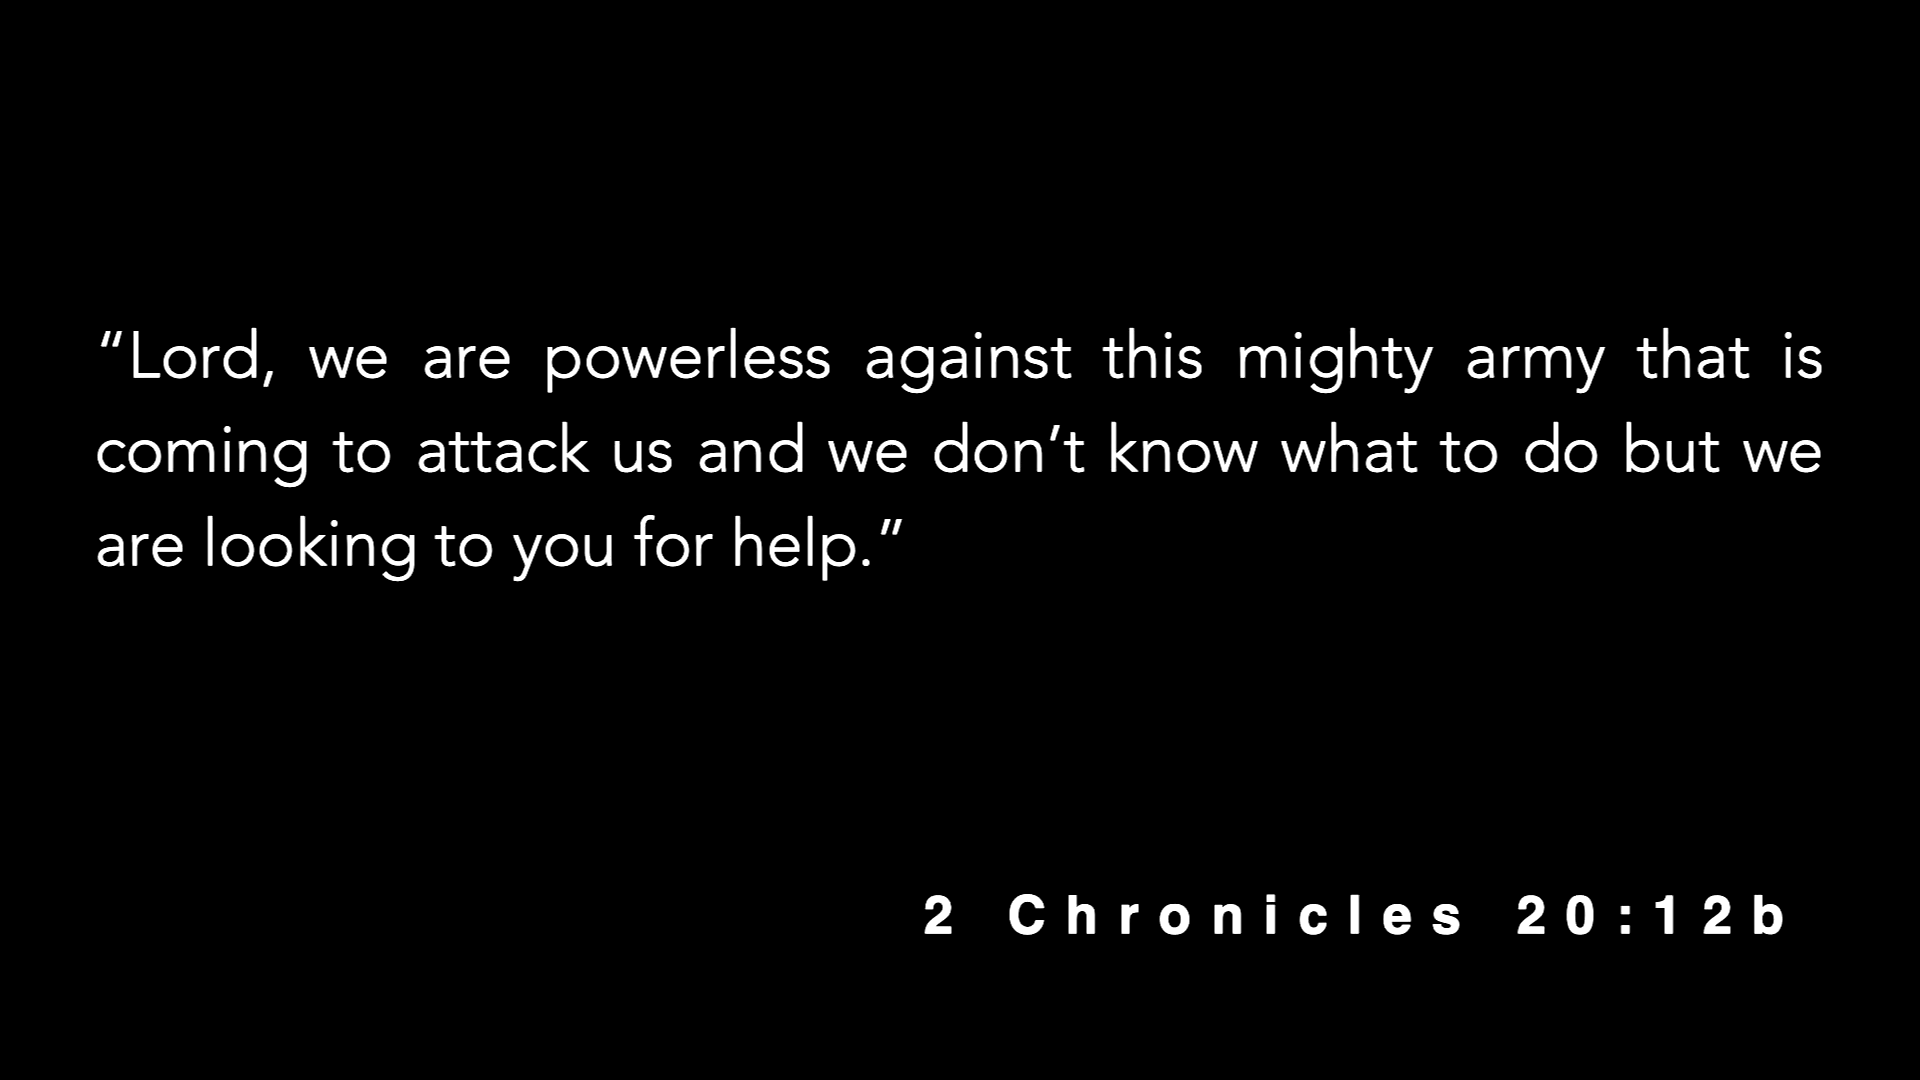 “Lord, we are powerless against this mighty army that is
coming to attack us and we don’t know what to do but we
are looking to you for help.”
2 Chronicles 20:12b